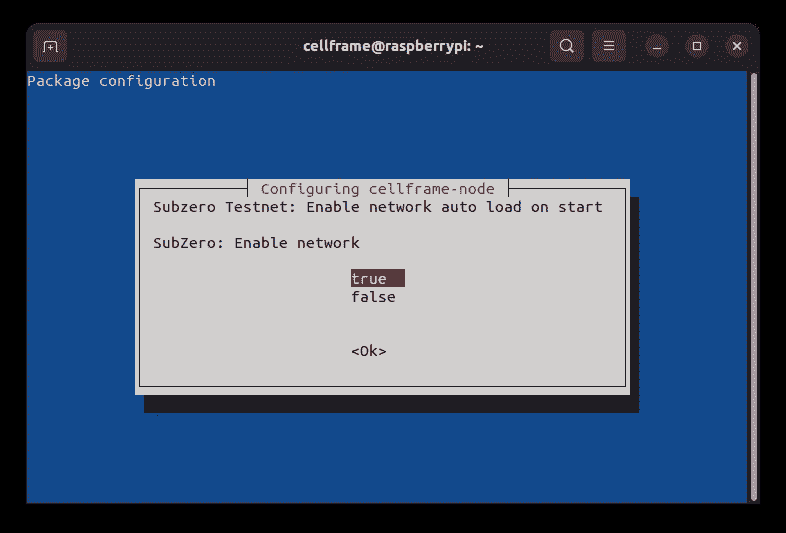 cellframe@raspberrypi: ~
Package configuration
Configuring cellframe-node
Subzero Testnet: Enable network auto load on start
SubZero: Enable network
true
false
<Ok>